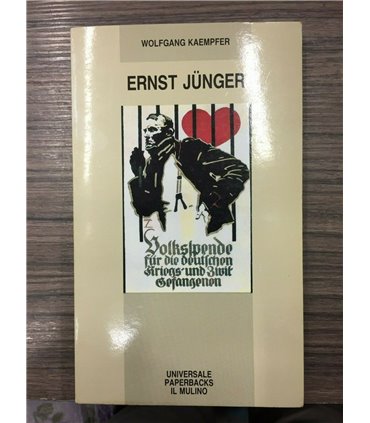 WOLFGANG KAEMPFER
ERNST JÜNGER
Volksspende
für die deutschen
Kriegs- und Zivil
Gefangenen
UNIVERSALE
PAPERBACKS
IL MULINO